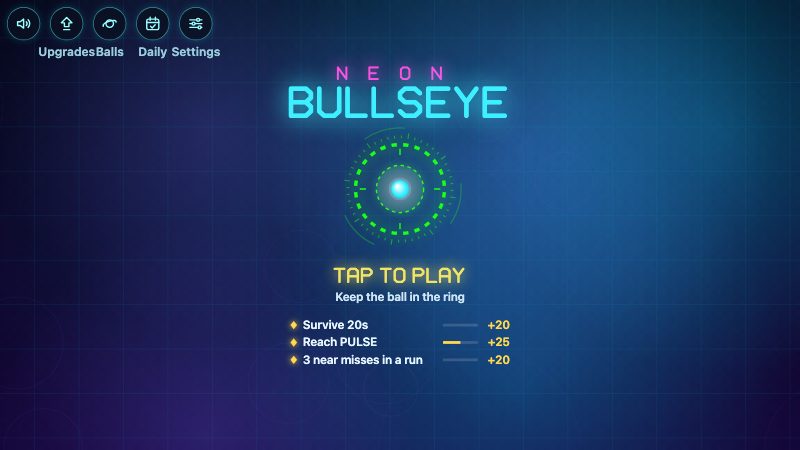 Upgrades Balls Daily Settings
NEON
BULLSEYE
TAP TO PLAY
Keep the ball in the ring
Survive 20s +20
Reach PULSE +25
3 near misses in a run +20